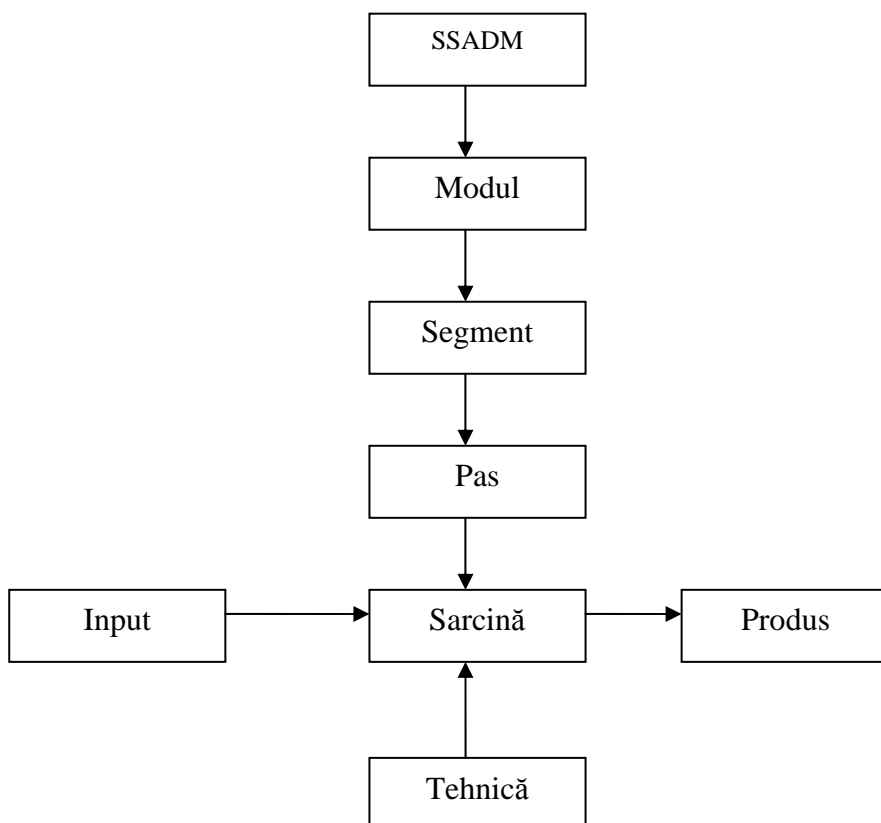 SSADM
Modul
Segment
Pas
Input
Sarcină
Produs
Tehnică